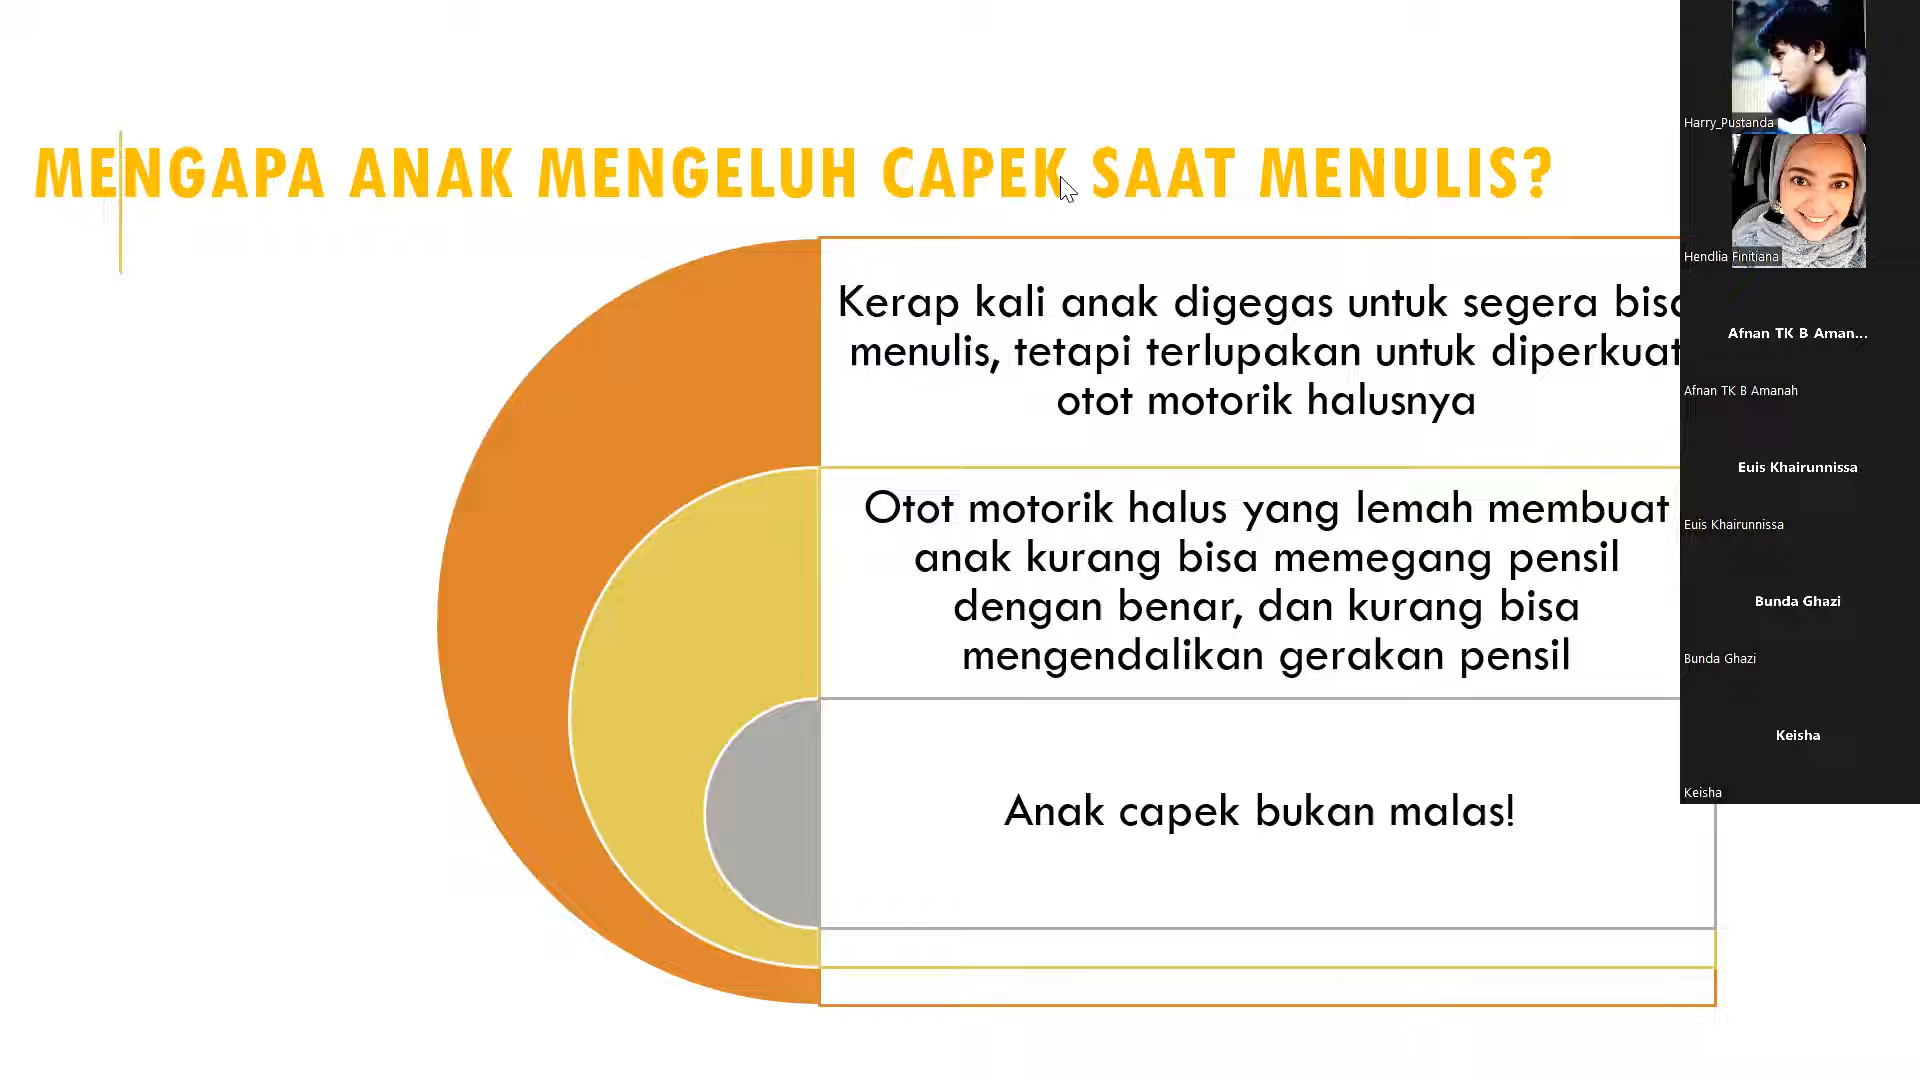 MENGAPA ANAK MENGELUH CAPEK SAAT MENULIS?
Kerap kali anak digegas untuk segera bisa
menulis, tetapi terlupakan untuk diperkuat
otot motorik halusnya
Otot motorik halus yang lemah membuat
anak kurang bisa memegang pensil
dengan benar, dan kurang bisa
mengendalikan gerakan pensil
Anak capek bukan malas!
Harry_Pustanda
Hendlia Finitiana
Afnan TK B Aman...
Afnan TK B Amanah
Euis Khairunnissa
Euis Khairunnissa
Bunda Ghazi
Bunda Ghazi
Keisha
Keisha